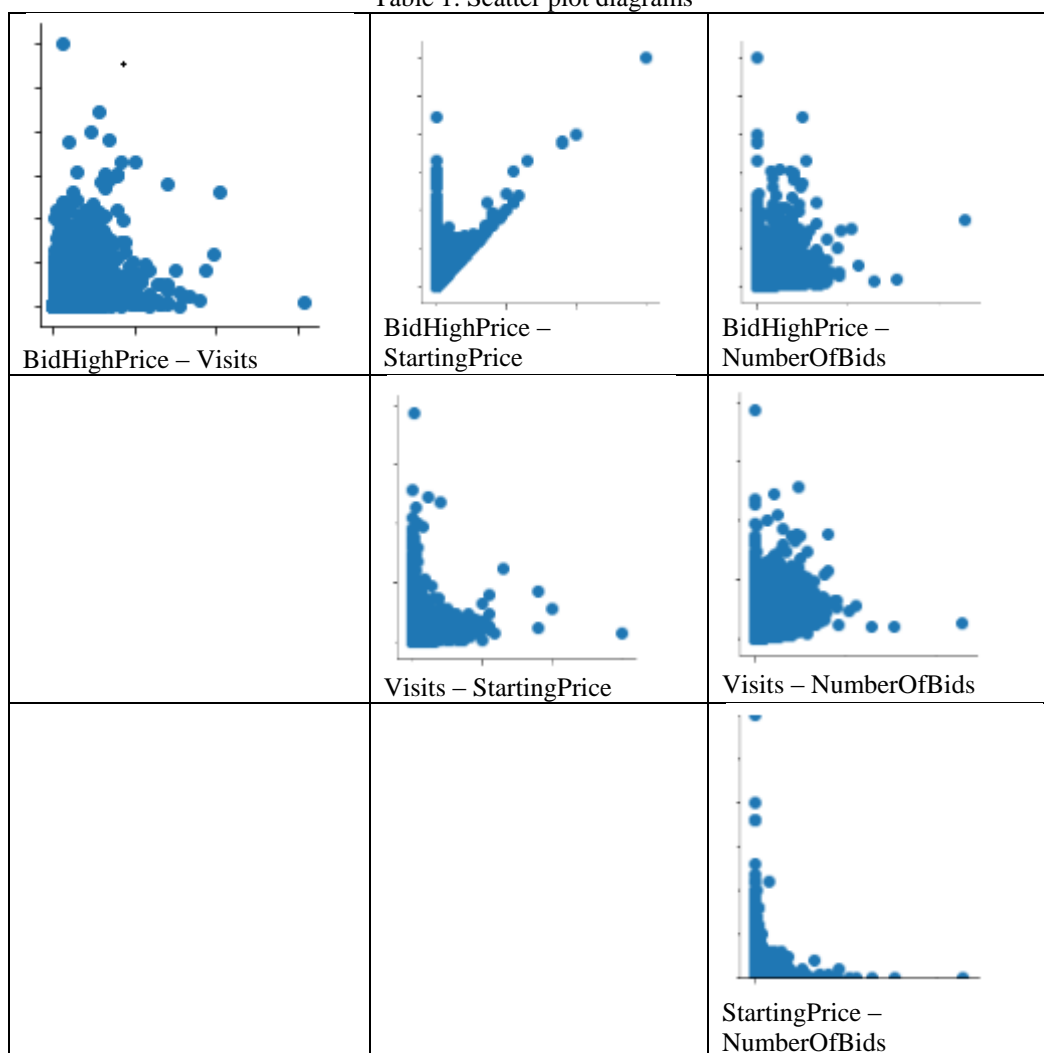 Table 1. Scatter plot diagrams
BidHighPrice – Visits
BidHighPrice –
StartingPrice
BidHighPrice –
NumberOfBids
Visits – StartingPrice
Visits – NumberOfBids
StartingPrice –
NumberOfBids